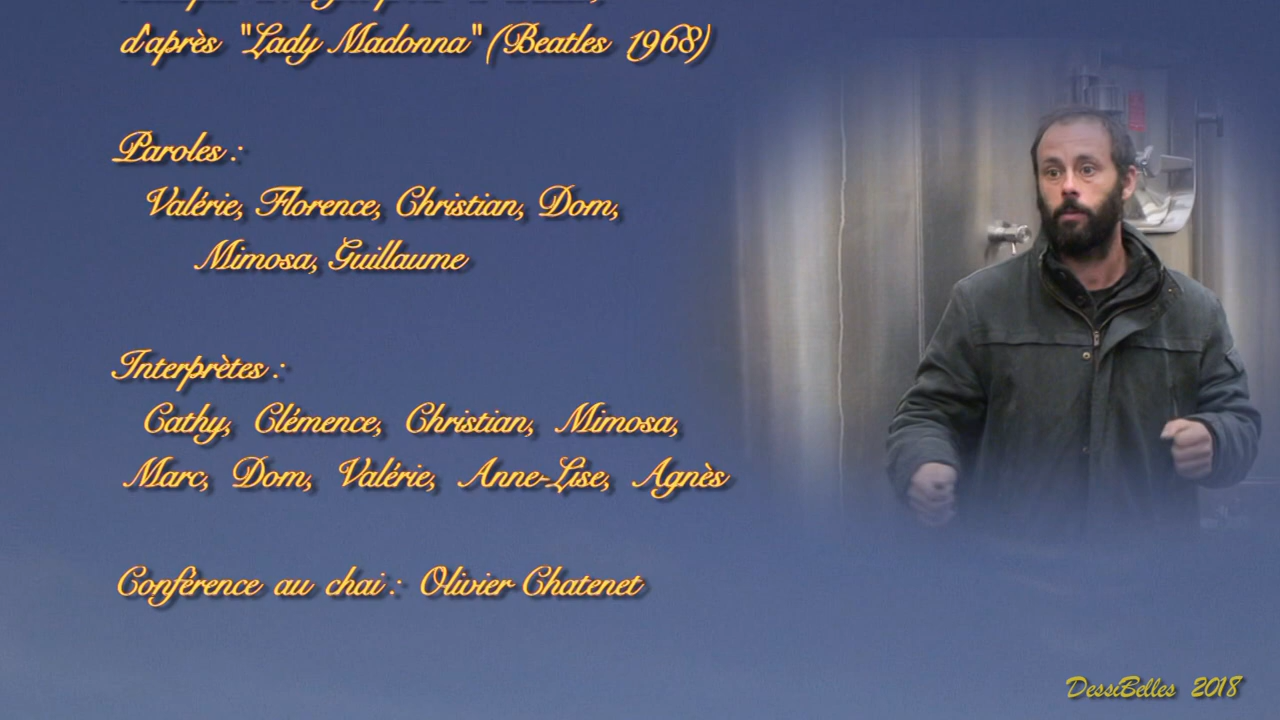 d'après "Lady Madonna" (Beatles 1968)
Paroles :
Valérie, Florence, Christian, Dom,
Mimosa, Guillaume
Interprètes :
Cathy, Clémence, Christian, Mimosa,
Marc, Dom, Valérie, Anne-Lise, Agnès
Conférence au chai : Olivier Chatenet
DessiBelles 2018